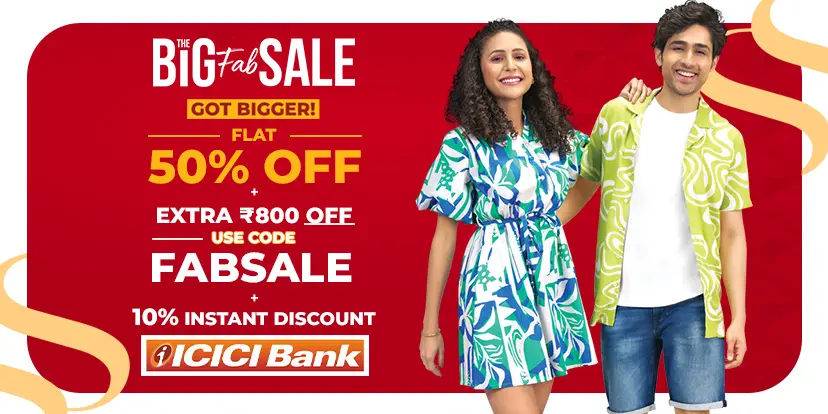 THE
BIG Fab SALE
GOT BIGGER!
FLAT
50% OFF
+
EXTRA ₹800 OFF
USE CODE
FABSALE
+
10% INSTANT DISCOUNT
i ICICI Bank